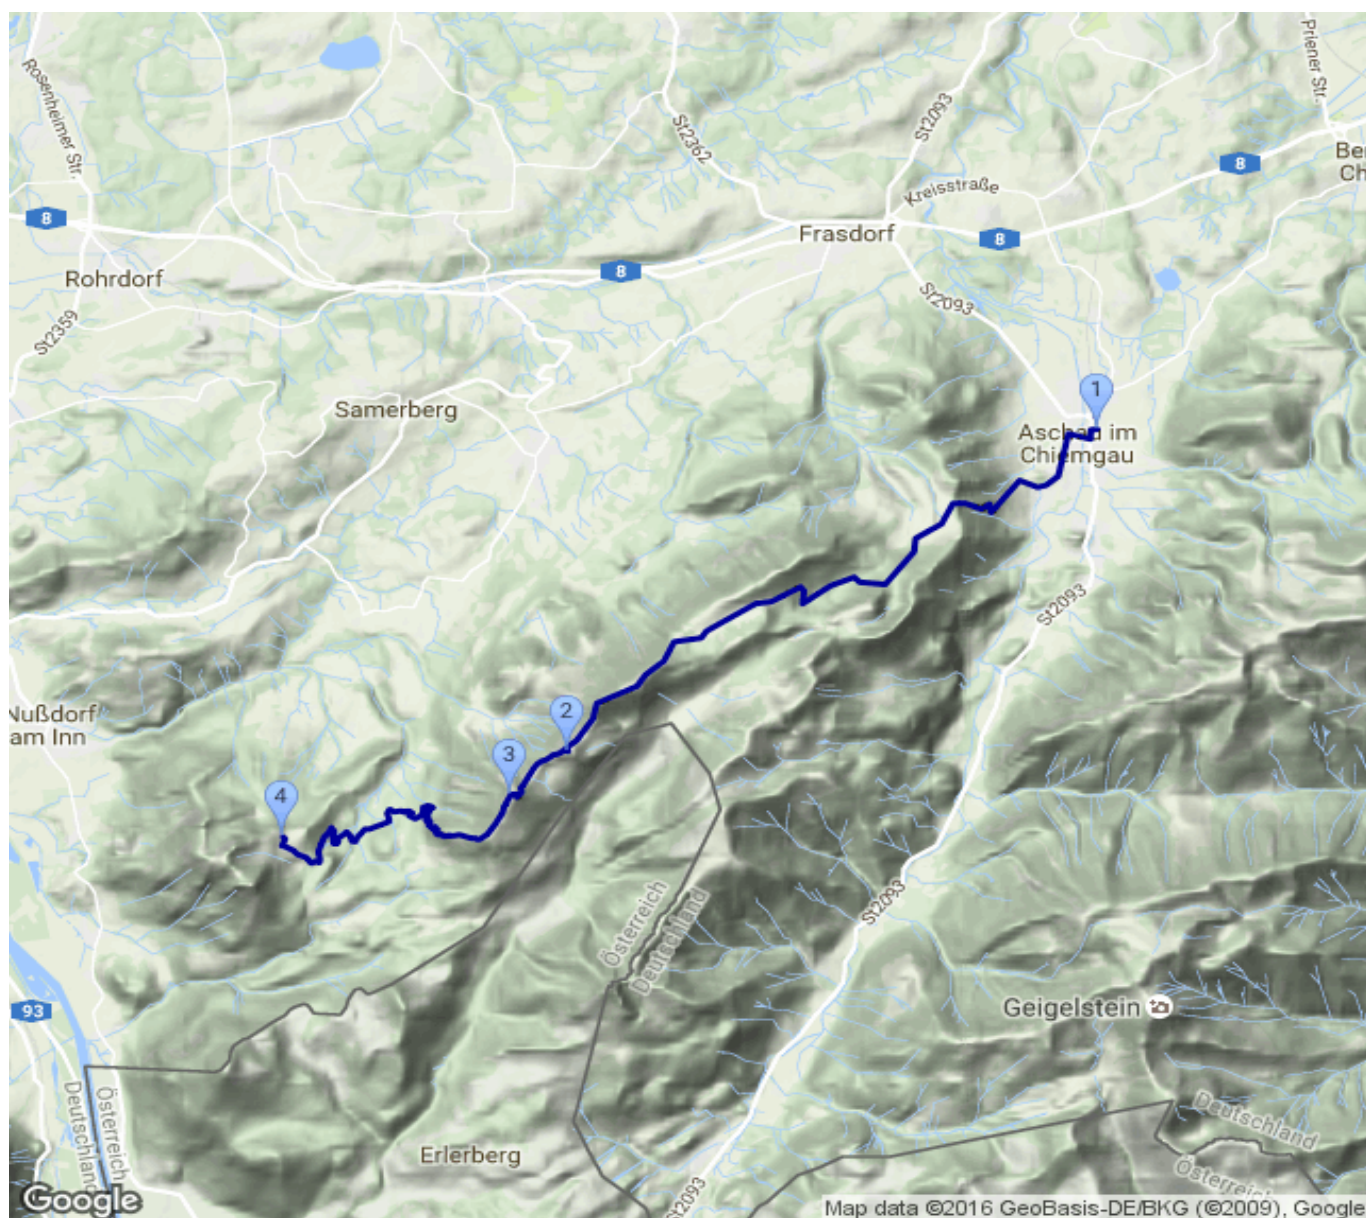 Rosenheimer Str.
Priener Str.
St2362
St2093
8
Kreisstraße
Ber
Ch
8
Frasdorf
8
8
Rohrdorf
St2093
St2359
1
Samerberg
Aschau im
Chiemgau
St2093
2
Nußdorf
am Inn
3
4
St2093
Österreich
Deutschland
93
Geigelstein
Deutschland
Österreich
Deutschland
Österreich
Erlerberg
St2093
Google
Map data ©2016 GeoBasis-DE/BKG (©2009), Google